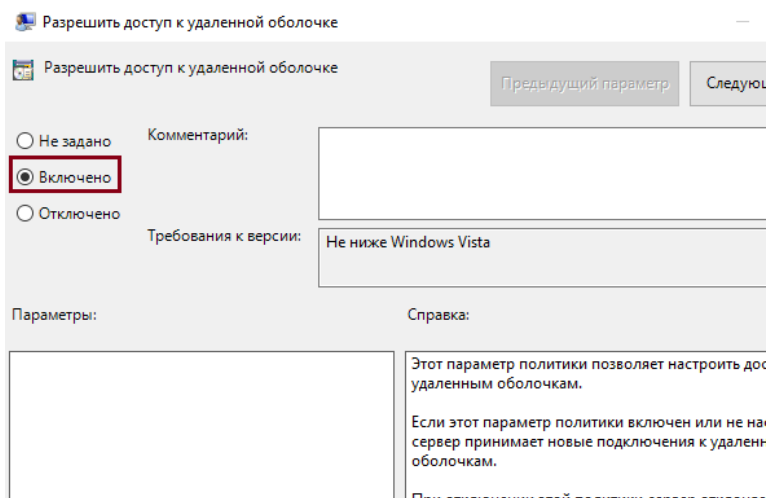 Разрешить доступ к удаленной оболочке
Разрешить доступ к удаленной оболочке
Предыдущий параметр
Не задано
Комментарий:
Включено
Отключено
Требования к версии:
Не ниже Windows Vista
Параметры:
Справка:
Этот параметр политики позволяет настроить
удаленным оболочкам.
Если этот параметр политики включен или не
сервер принимает новые подключения к
оболочкам.